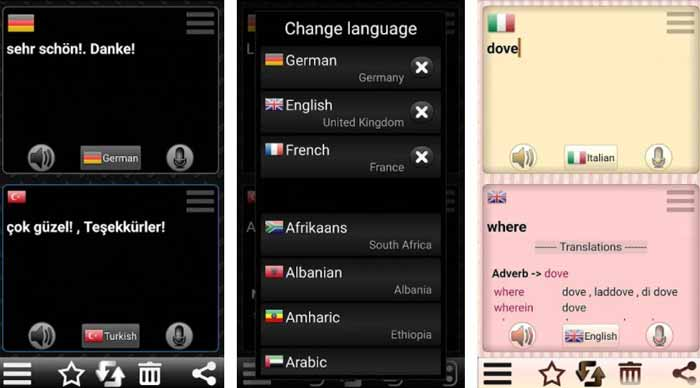 sehr schön!. Danke!
German
çok güzel! , Teşekkürler!
Turkish
Change language
German
Germany
English
United Kingdom
French
France
Afrikaans
South Africa
Albanian
Albania
Amharic
Ethiopia
Arabic
dove
Italian
where
------ Translations ------
Adverb -> dove
where dove , laddove , di dove
wherein dove
English